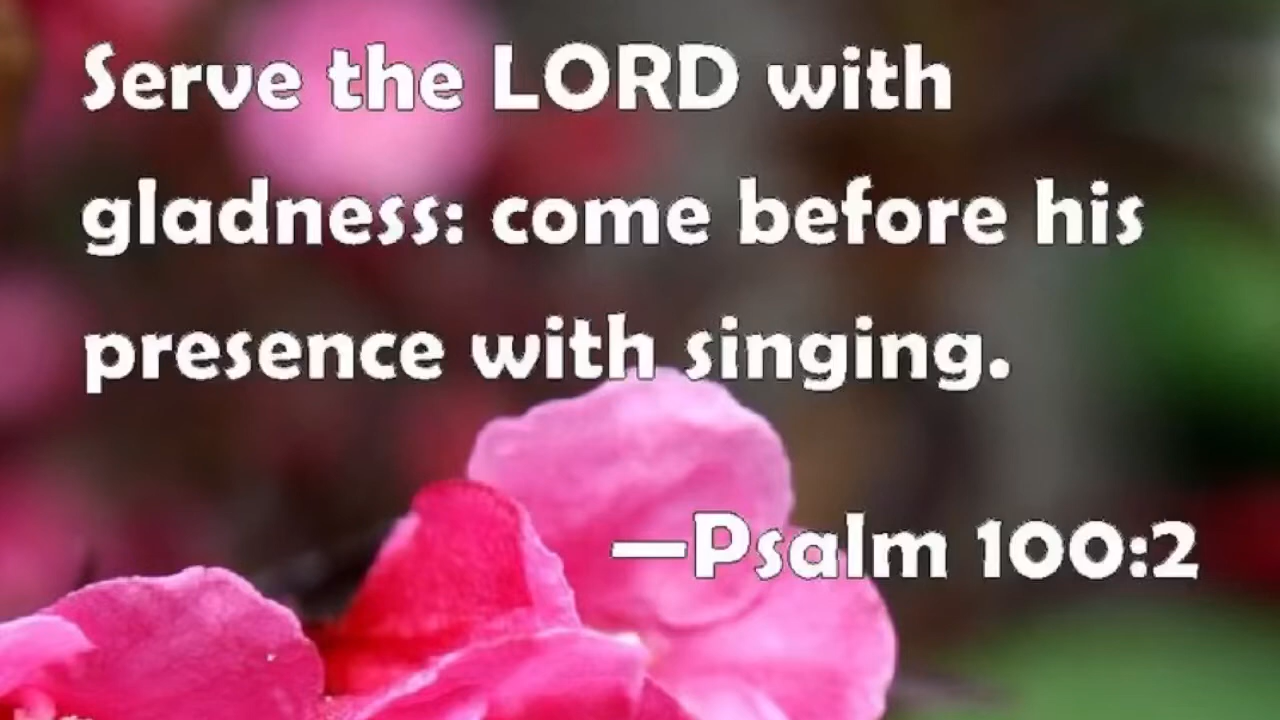 Serve the LORD with
gladness: come before his
presence with singing.
—Psalm 100:2